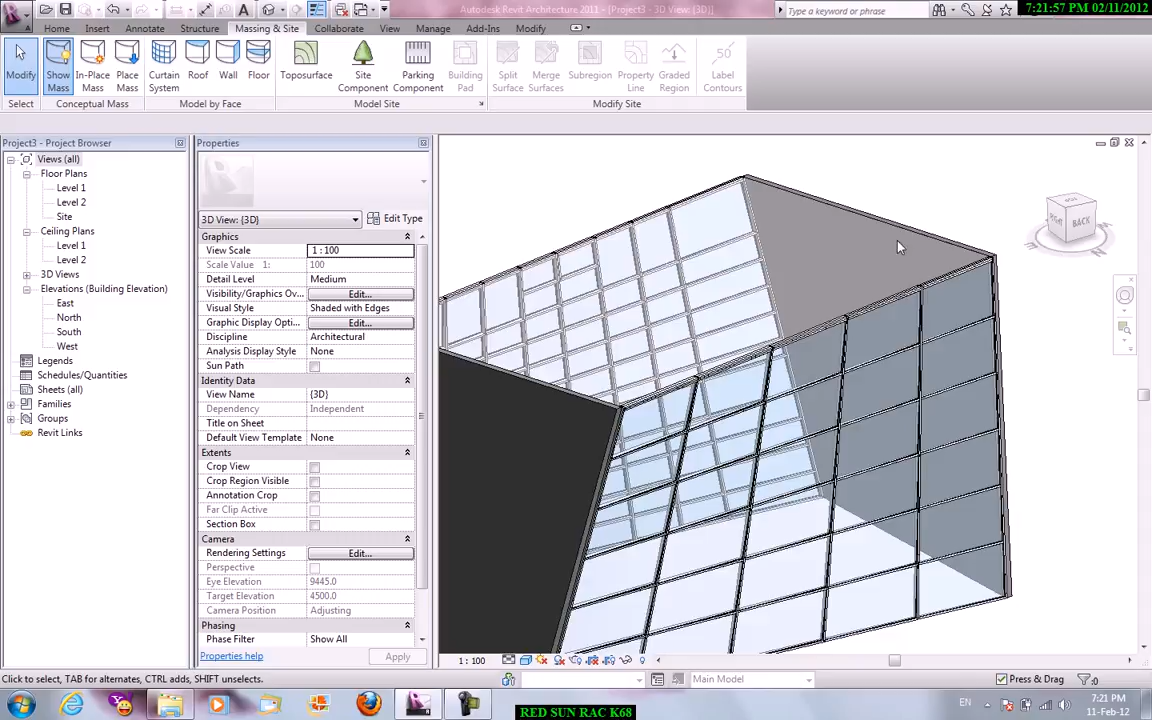 Autodesk Revit Architecture 2011 - [Project3 - 3D View: {3D}]
Type a keyword or phrase
7:21:57 PM 02/11/2012
Home Insert Annotate Structure Massing & Site Collaborate View Manage Add-Ins Modify
Modify
Show Mass
In-Place Mass
Place Mass
Curtain System
Roof
Wall
Floor
Toposurface
Site Component
Parking Component
Building Pad
Split Surface
Merge Surfaces
Subregion
Property Line
Graded Region
Label Contours
Select
Conceptual Mass
Model by Face
Model Site
Modify Site
Project3 - Project Browser
Views (all)
Floor Plans
Level 1
Level 2
Site
Ceiling Plans
Level 1
Level 2
3D Views
Elevations (Building Elevation)
East
North
South
West
Legends
Schedules/Quantities
Sheets (all)
Families
Groups
Revit Links
Properties
3D View: {3D}
Edit Type
Graphics
View Scale 1 : 100
Scale Value 1: 100
Detail Level Medium
Visibility/Graphics Ov... Edit...
Visual Style Shaded with Edges
Graphic Display Opti... Edit...
Discipline Architectural
Analysis Display Style None
Sun Path
Identity Data
View Name {3D}
Dependency Independent
Title on Sheet
Default View Template None
Extents
Crop View
Crop Region Visible
Annotation Crop
Far Clip Active
Section Box
Camera
Rendering Settings Edit...
Perspective
Eye Elevation 9445.0
Target Elevation 4500.0
Camera Position Adjusting
Phasing
Phase Filter Show All
Properties help
Apply
BACK
1 : 100
Click to select, TAB for alternates, CTRL adds, SHIFT unselects.
Main Model
Press & Drag
:0
EN
7:21 PM
11-Feb-12
RED SUN RAC K68